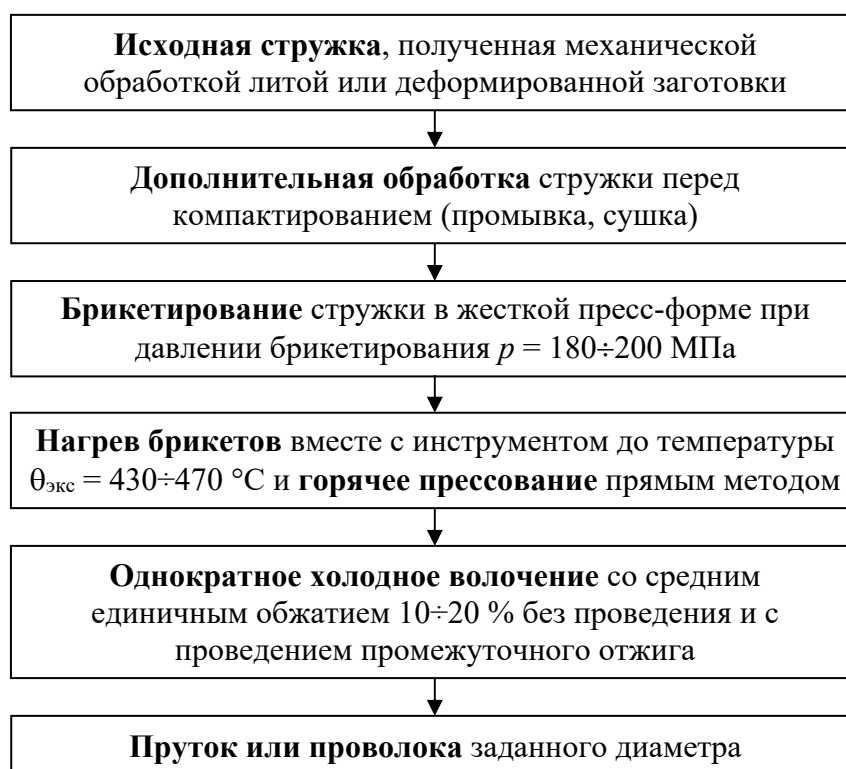 Исходная стружка, полученная механической
обработкой литой или деформированной заготовки
Дополнительная обработка стружки перед
компактированием (промывка, сушка)
Брикетирование стружки в жесткой пресс-форме при
давлении брикетирования p = 180÷200 МПа
Нагрев брикетов вместе с инструментом до температуры
θэкс = 430÷470 °C и горячее прессование прямым методом
Однократное холодное волочение со средним
единичным обжатием 10÷20 % без проведения и с
проведением промежуточного отжига
Пруток или проволока заданного диаметра